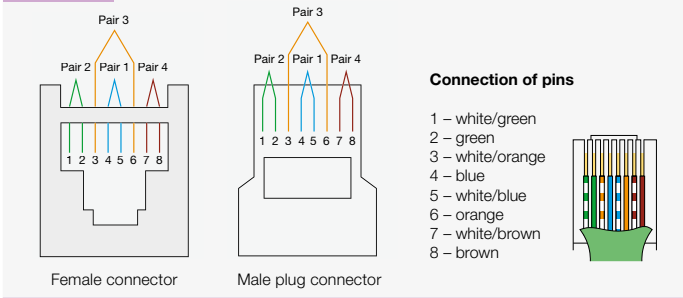 Pair 3
Pair 2 Pair 1 Pair 4
1 2 3 4 5 6 7 8
Female connector
Pair 3
Pair 2 Pair 1 Pair 4
1 2 3 4 5 6 7 8
Male plug connector
Connection of pins
1 – white/green
2 – green
3 – white/orange
4 – blue
5 – white/blue
6 – orange
7 – white/brown
8 – brown